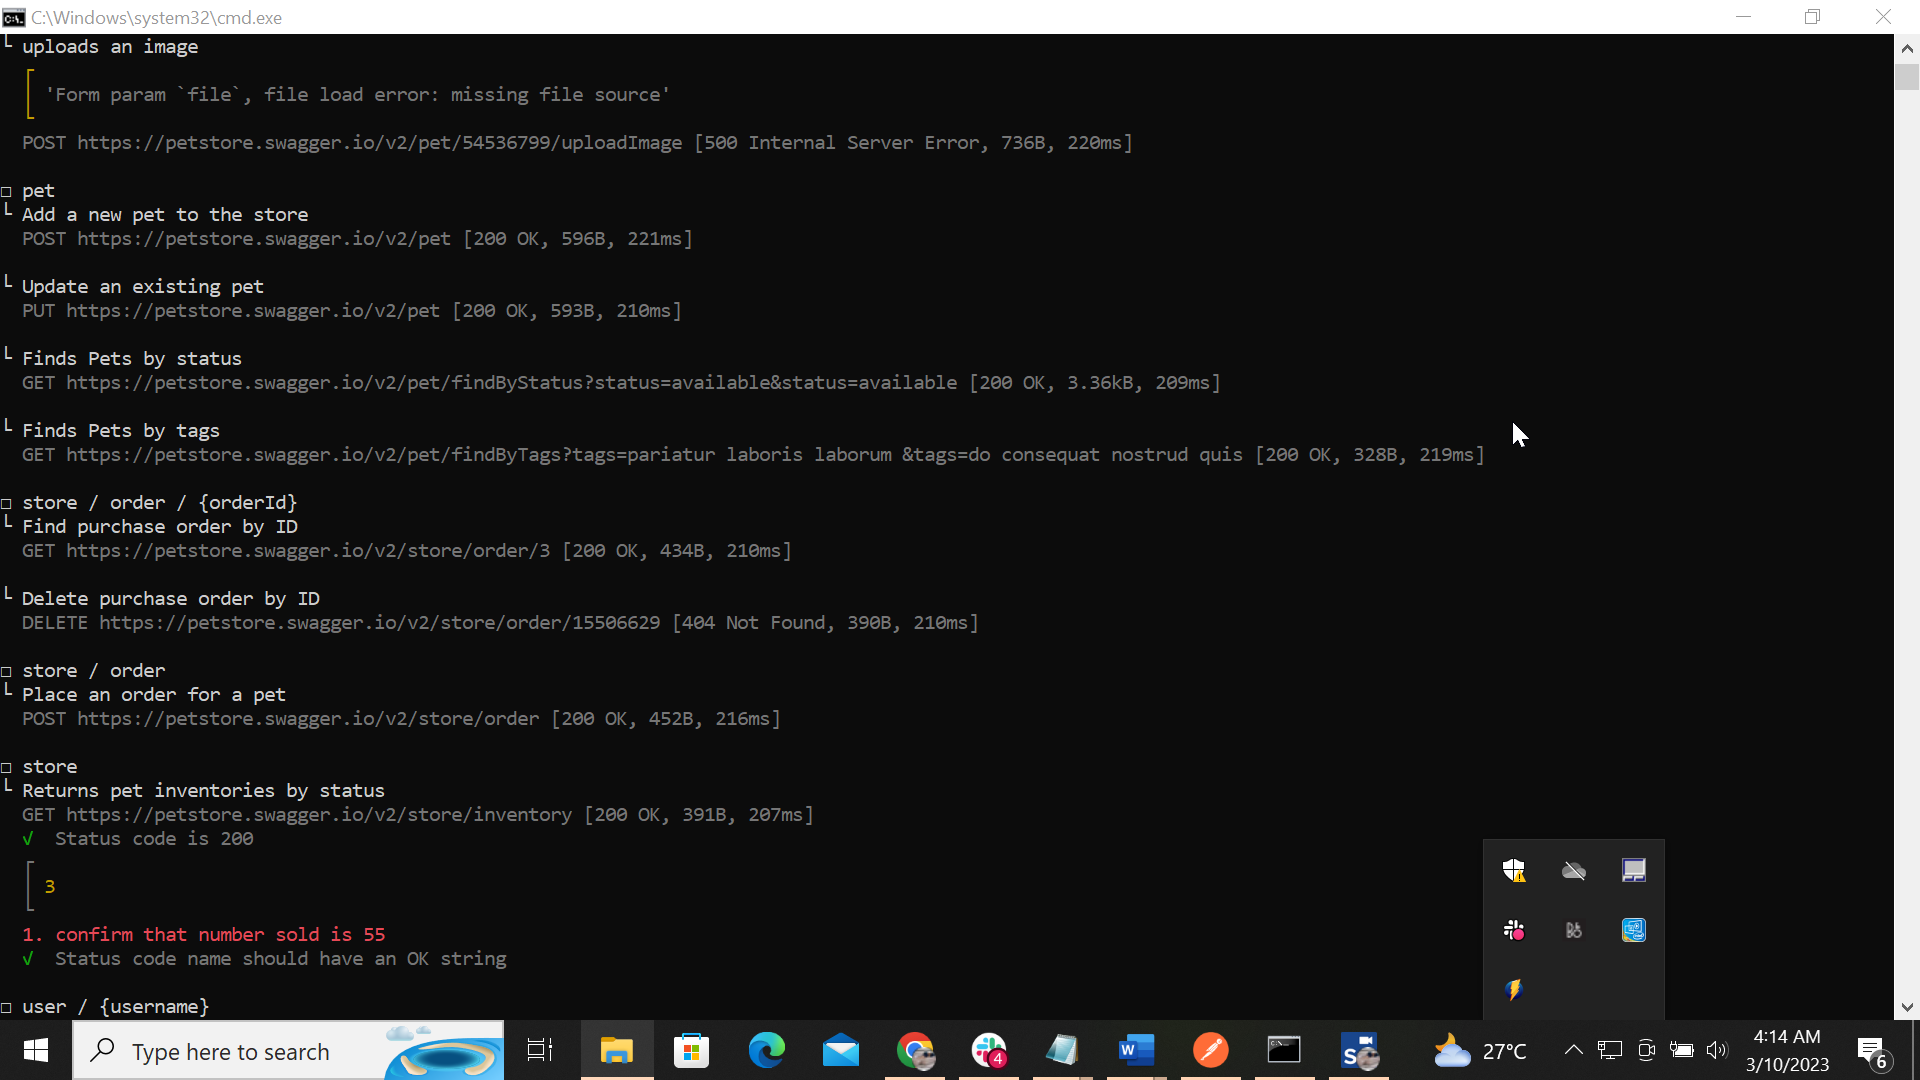 C:\Windows\system32\cmd.exe
└ uploads an image
'Form param `file`, file load error: missing file source'
POST https://petstore.swagger.io/v2/pet/54536799/uploadImage [500 Internal Server Error, 736B, 220ms]
□ pet
└ Add a new pet to the store
POST https://petstore.swagger.io/v2/pet [200 OK, 596B, 221ms]
└ Update an existing pet
PUT https://petstore.swagger.io/v2/pet [200 OK, 593B, 210ms]
└ Finds Pets by status
GET https://petstore.swagger.io/v2/pet/findByStatus?status=available&status=available [200 OK, 3.36kB, 209ms]
└ Finds Pets by tags
GET https://petstore.swagger.io/v2/pet/findByTags?tags=pariatur laboris laborum &tags=do consequat nostrud quis [200 OK, 328B, 219ms]
□ store / order / {orderId}
└ Find purchase order by ID
GET https://petstore.swagger.io/v2/store/order/3 [200 OK, 434B, 210ms]
└ Delete purchase order by ID
DELETE https://petstore.swagger.io/v2/store/order/15506629 [404 Not Found, 390B, 210ms]
□ store / order
└ Place an order for a pet
POST https://petstore.swagger.io/v2/store/order [200 OK, 452B, 216ms]
□ store
└ Returns pet inventories by status
GET https://petstore.swagger.io/v2/store/inventory [200 OK, 391B, 207ms]
√ Status code is 200
3
1. confirm that number sold is 55
√ Status code name should have an OK string
□ user / {username}
Type here to search
4
27°C
4:14 AM
3/10/2023
6